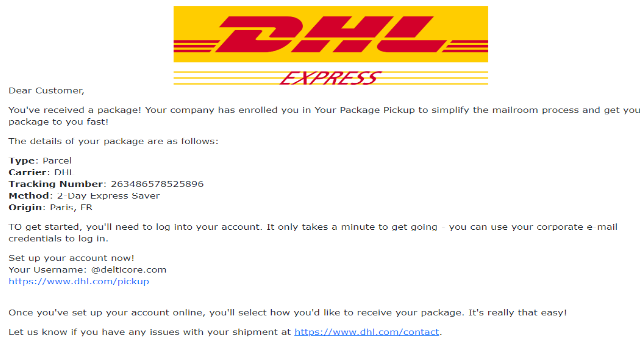 DHL
EXPRESS
Dear Customer,
You've received a package! Your company has enrolled you in Your Package Pickup to simplify the mailroom process and get you
package to you fast!
The details of your package are as follows:
Type: Parcel
Carrier: DHL
Tracking Number: 263486578525896
Method: 2-Day Express Saver
Origin: Paris, FR
TO get started, you'll need to log into your account. It only takes a minute to get going - you can use your corporate e-mail
credentials to log in.
Set up your account now!
Your Username: @delticore.com
https://www.dhl.com/pickup
Once you've set up your account online, you'll select how you'd like to receive your package. It's really that easy!
Let us know if you have any issues with your shipment at https://www.dhl.com/contact.